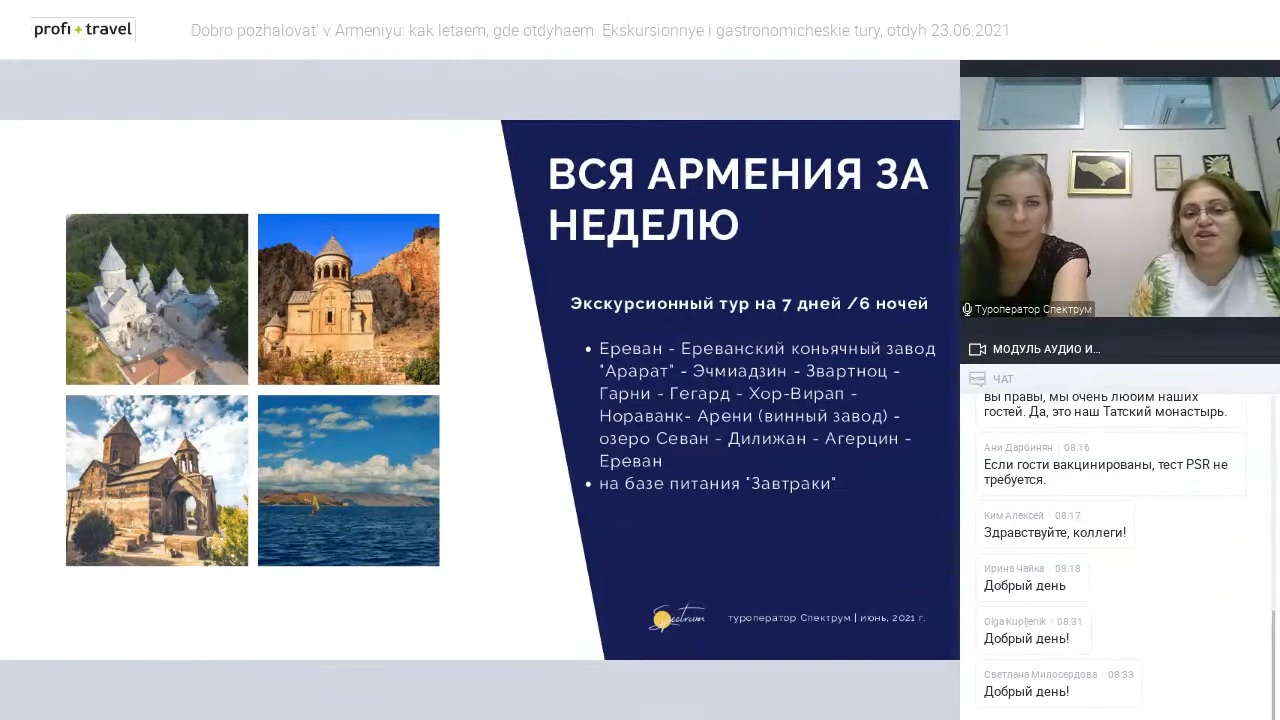 profi+travel
Dobro pozhalovat' v Armeniyu: kak letaem, gde otdyhaem. Ekskursionnye i gastronomicheskie tury, otdyh 23.06.2021
ВСЯ АРМЕНИЯ ЗА
НЕДЕЛЮ
Экскурсионный тур на 7 дней /6 ночей
• Ереван - Ереванский коньячный завод
"Арарат" - Эчмиадзин - Звартноц -
Гарни - Гегард - Хор-Вирап -
Нораванк- Арени (винный завод) -
озеро Севан - Дилижан - Агерцин -
Ереван
• на базе питания "Завтраки"
Spectrum
туроператор Спектрум | июнь, 2021 г.
Туроператор Спектрум
МОДУЛЬ АУДИО И...
ЧАТ
вы правы, мы очень любим наших
гостей. Да, это наш Татский монастырь.
Ани Дарбинян 08:16
Если гости вакцинированы, тест PSR не
требуется.
Ким Алексей 08:17
Здравствуйте, коллеги!
Ирина Чайка 08:18
Добрый день
Olga Kupljenik 08:31
Добрый день!
Светлана Милосердова 08:33
Добрый день!